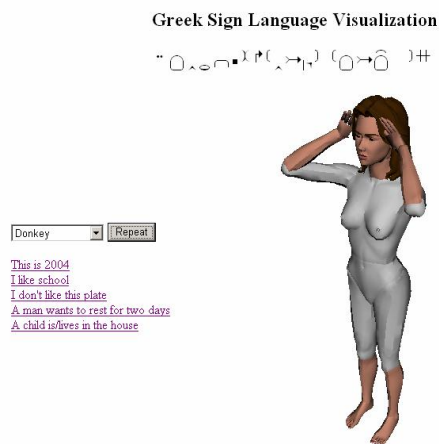 Greek Sign Language Visualization
Donkey Repeat
This is 2004
I like school
I don't like this plate
A man wants to rest for two days
A child is/lives in the house